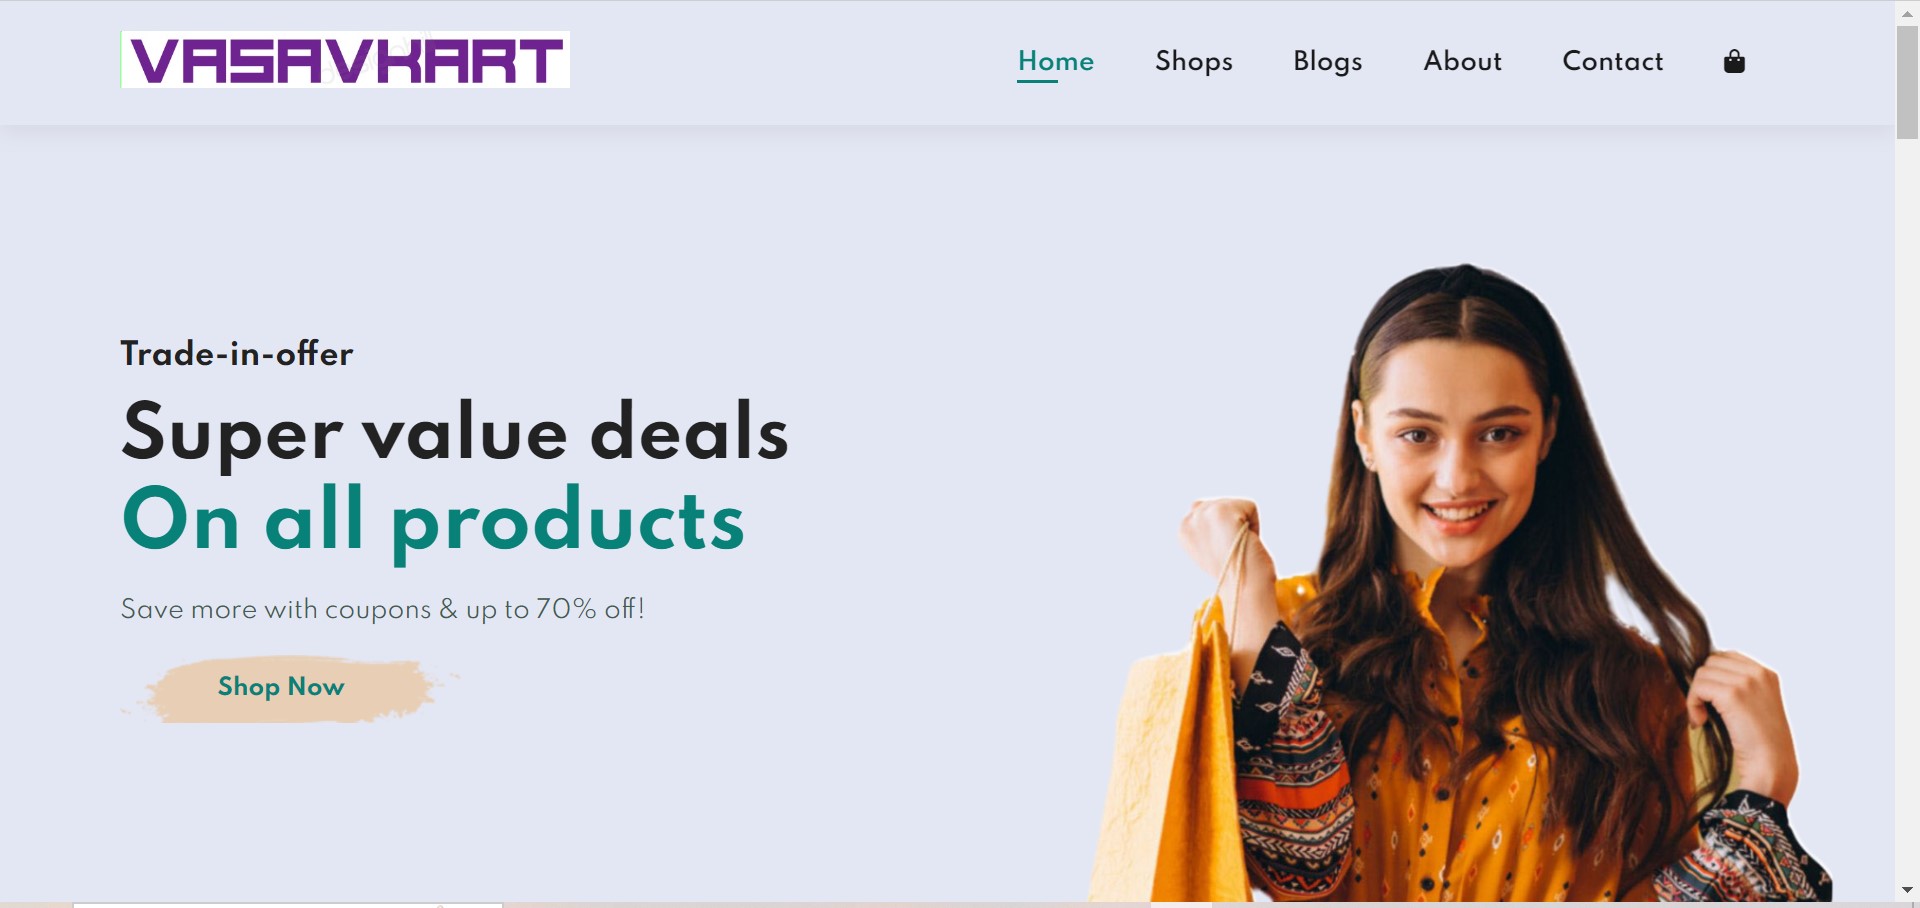 VASAVKART
Home Shops Blogs About Contact
Trade-in-offer
Super value deals
On all products
Save more with coupons & up to 70% off!
Shop Now